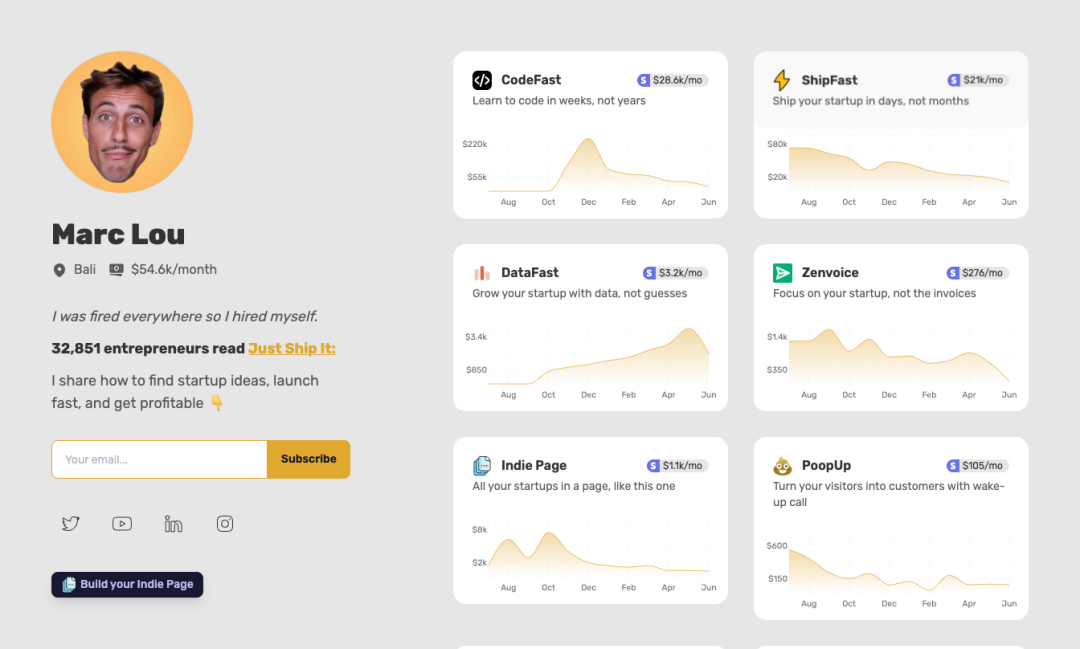 Marc Lou
Bali $54.6k/month
I was fired everywhere so I hired myself.
32,851 entrepreneurs read Just Ship It:
I share how to find startup ideas, launch
fast, and get profitable 👇
Your email...
Subscribe
Build your Indie Page
CodeFast
S $28.6k/mo
Learn to code in weeks, not years
$220k
$55k
Aug Oct Dec Feb Apr Jun
ShipFast
S $21k/mo
Ship your startup in days, not months
$80k
$20k
Aug Oct Dec Feb Apr Jun
DataFast
S $3.2k/mo
Grow your startup with data, not guesses
$3.4k
$850
Aug Oct Dec Feb Apr Jun
Zenvoice
S $276/mo
Focus on your startup, not the invoices
$1.4k
$350
Aug Oct Dec Feb Apr Jun
Indie Page
S $1.1k/mo
All your startups in a page, like this one
$8k
$2k
Aug Oct Dec Feb Apr Jun
PoopUp
S $105/mo
Turn your visitors into customers with wake-
up call
$600
$150
Aug Oct Dec Feb Apr Jun